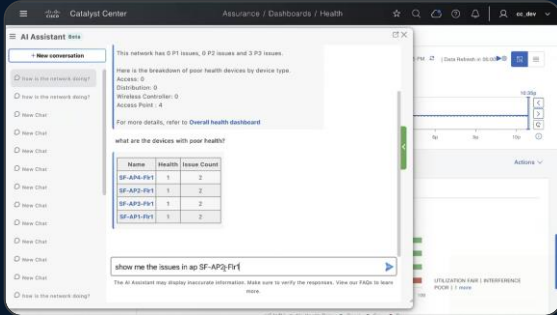 cisco Catalyst Center
Assurance / Dashboards / Health
cc_dev
AI Assistant Beta
+ New conversation
how is the network doing?
how is the network doing?
New Chat
New Chat
New Chat
New Chat
New Chat
New Chat
New Chat
New Chat
New Chat
how is the network doing?
This network has 0 P1 issues, 0 P2 issues and 3 P3 issues.
Here is the breakdown of poor health devices by device type.
Access: 0
Distribution: 0
Wireless Controller: 0
Access Point : 4
For more details, refer to Overall health dashboard
what are the devices with poor health?
Name Health Issue Count
SF-AP4-Flr1 1 2
SF-AP2-Flr1 1 2
SF-AP3-Flr1 1 2
SF-AP1-Flr1 1 2
show me the issues in ap SF-AP2-Flr1
The AI Assistant may display inaccurate information. Make sure to verify the responses. View our FAQs to learn
more.
Actions
UTILIZATION FAIR | INTERFERENCE
POOR | 1 more